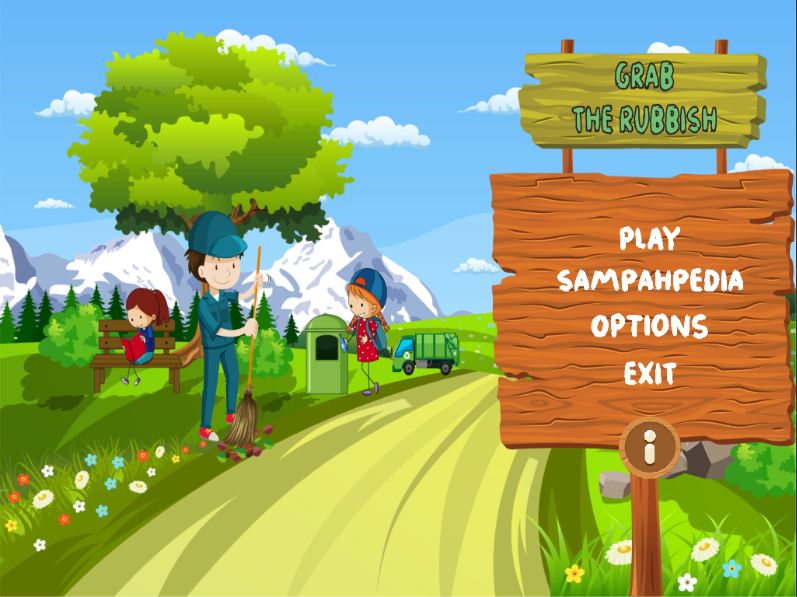 GRAB
THE RUBBISH
PLAY
SAMPAHPEDIA
OPTIONS
EXIT
i